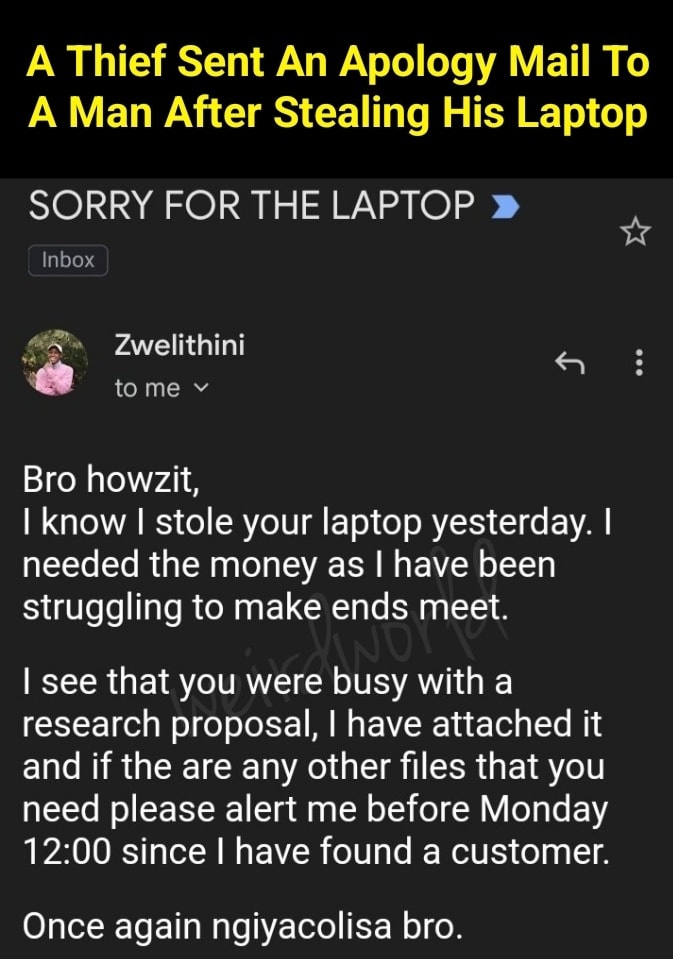 A Thief Sent An Apology Mail To
A Man After Stealing His Laptop
SORRY FOR THE LAPTOP
Inbox
Zwelithini
to me
Bro howzit,
I know I stole your laptop yesterday. I
needed the money as I have been
struggling to make ends meet.
I see that you were busy with a
research proposal, I have attached it
and if the are any other files that you
need please alert me before Monday
12:00 since I have found a customer.
Once again ngiyacolisa bro.
weirdworld